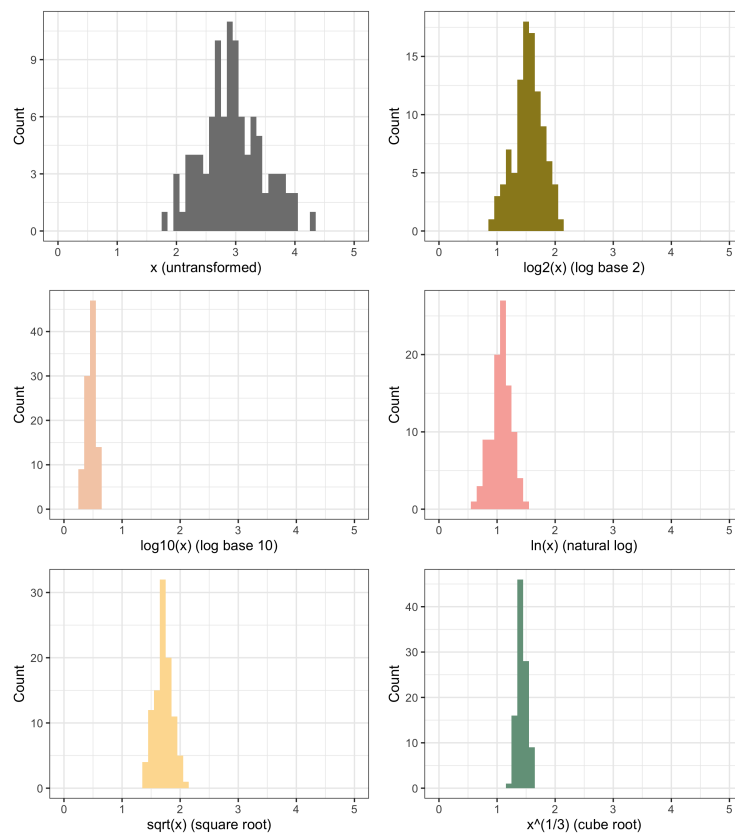 Count
9
6
3
0
0 1 2 3 4 5
x (untransformed)
Count
15
10
5
0
0 1 2 3 4 5
log2(x) (log base 2)
Count
40
30
20
10
0
0 1 2 3 4 5
log10(x) (log base 10)
Count
20
10
0
0 1 2 3 4 5
ln(x) (natural log)
Count
30
20
10
0
0 1 2 3 4 5
sqrt(x) (square root)
Count
40
30
20
10
0
0 1 2 3 4 5
x^(1/3) (cube root)